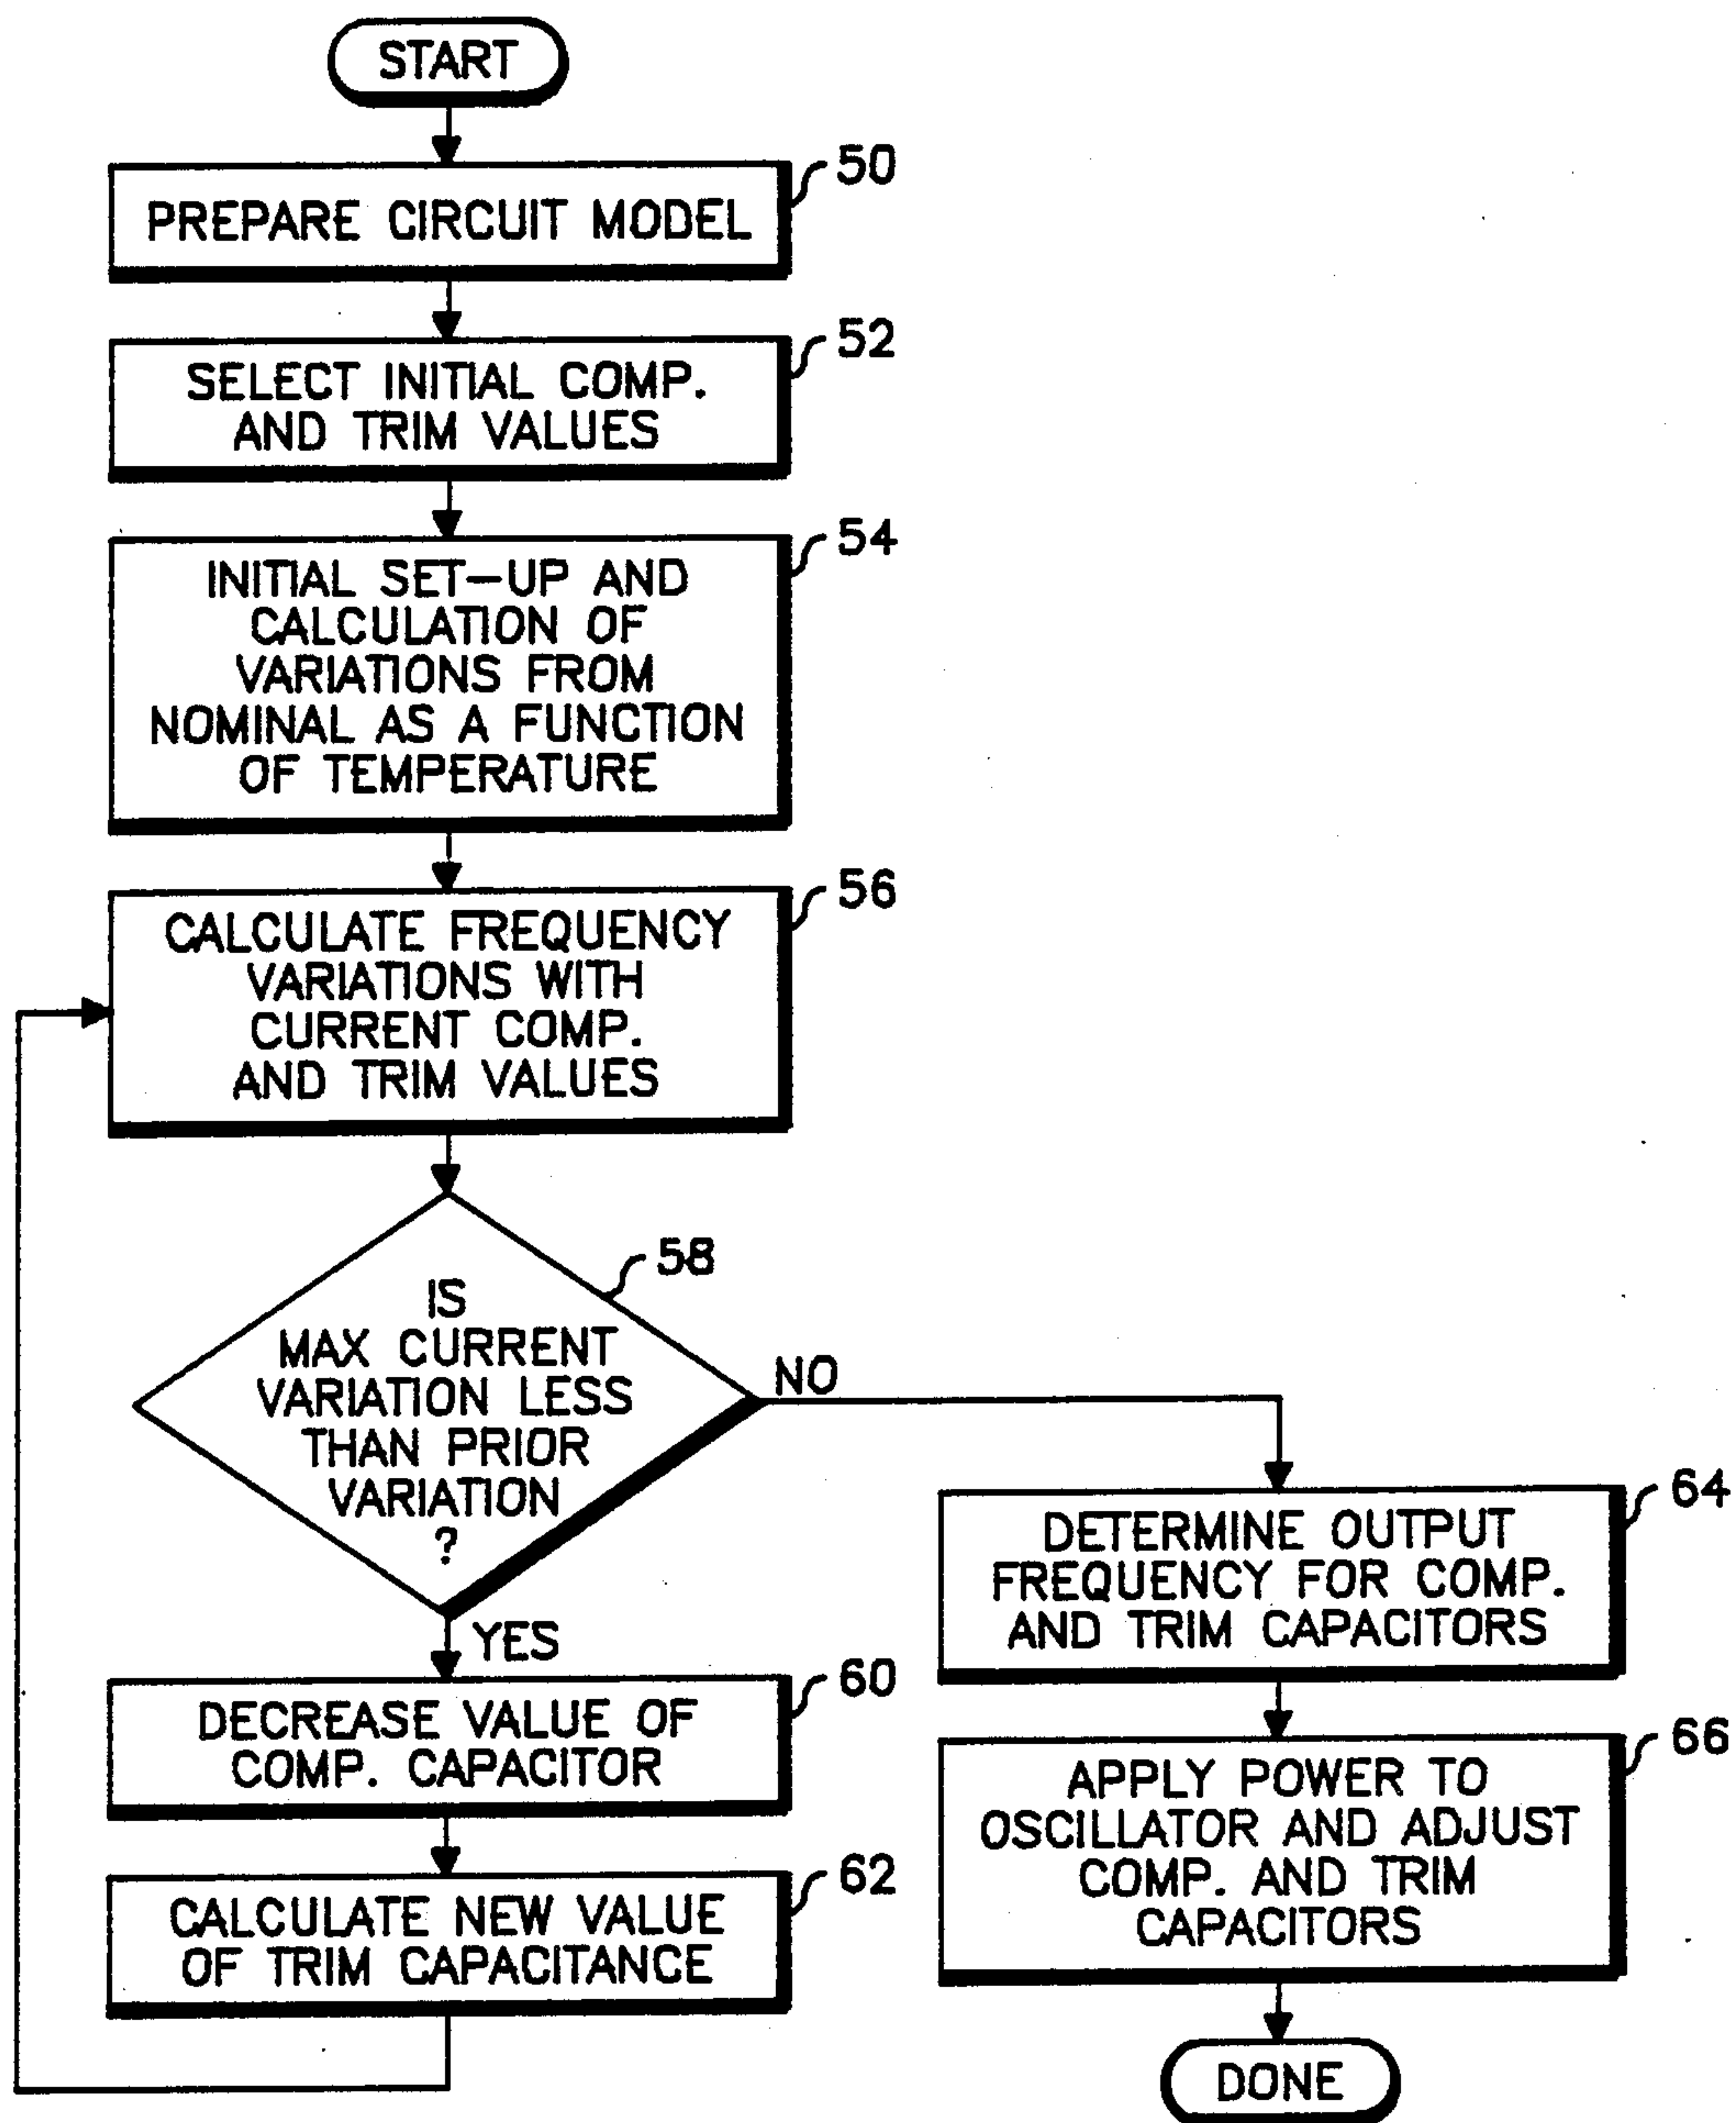 START
50
PREPARE CIRCUIT MODEL
52
SELECT INITIAL COMP.
AND TRIM VALUES
54
INITIAL SET-UP AND
CALCULATION OF
VARIATIONS FROM
NOMINAL AS A FUNCTION
OF TEMPERATURE
56
CALCULATE FREQUENCY
VARIATIONS WITH
CURRENT COMP.
AND TRIM VALUES
58
IS
MAX CURRENT
VARIATION LESS
THAN PRIOR
VARIATION
?
NO
YES
60
DECREASE VALUE OF
COMP. CAPACITOR
62
CALCULATE NEW VALUE
OF TRIM CAPACITANCE
64
DETERMINE OUTPUT
FREQUENCY FOR COMP.
AND TRIM CAPACITORS
66
APPLY POWER TO
OSCILLATOR AND ADJUST
COMP. AND TRIM
CAPACITORS
DONE